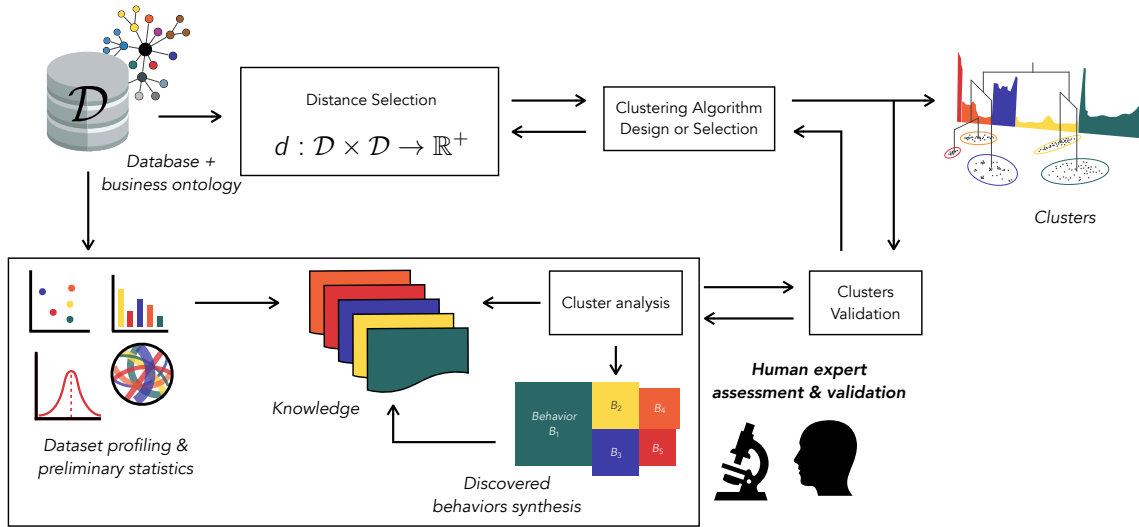 𝒟
Database +
business ontology
Distance Selection
d : 𝒟 × 𝒟 → ℝ⁺
Clustering Algorithm
Design or Selection
Clusters
Dataset profiling &
preliminary statistics
Knowledge
Cluster analysis
Behavior
B₁
B₂
B₄
B₃
B₅
Discovered
behaviors synthesis
Clusters
Validation
Human expert
assessment & validation